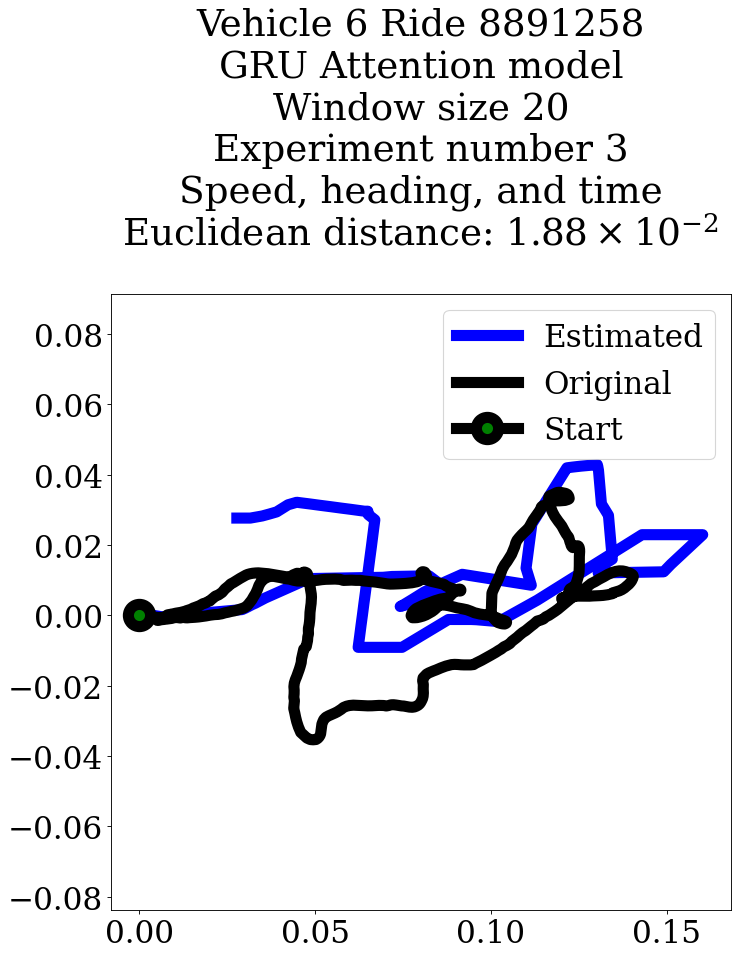 Vehicle 6 Ride 8891258
GRU Attention model
Window size 20
Experiment number 3
Speed, heading, and time
Euclidean distance: 1.88 × 10⁻²
Estimated
Original
Start
0.08
0.06
0.04
0.02
0.00
−0.02
−0.04
−0.06
−0.08
0.00 0.05 0.10 0.15